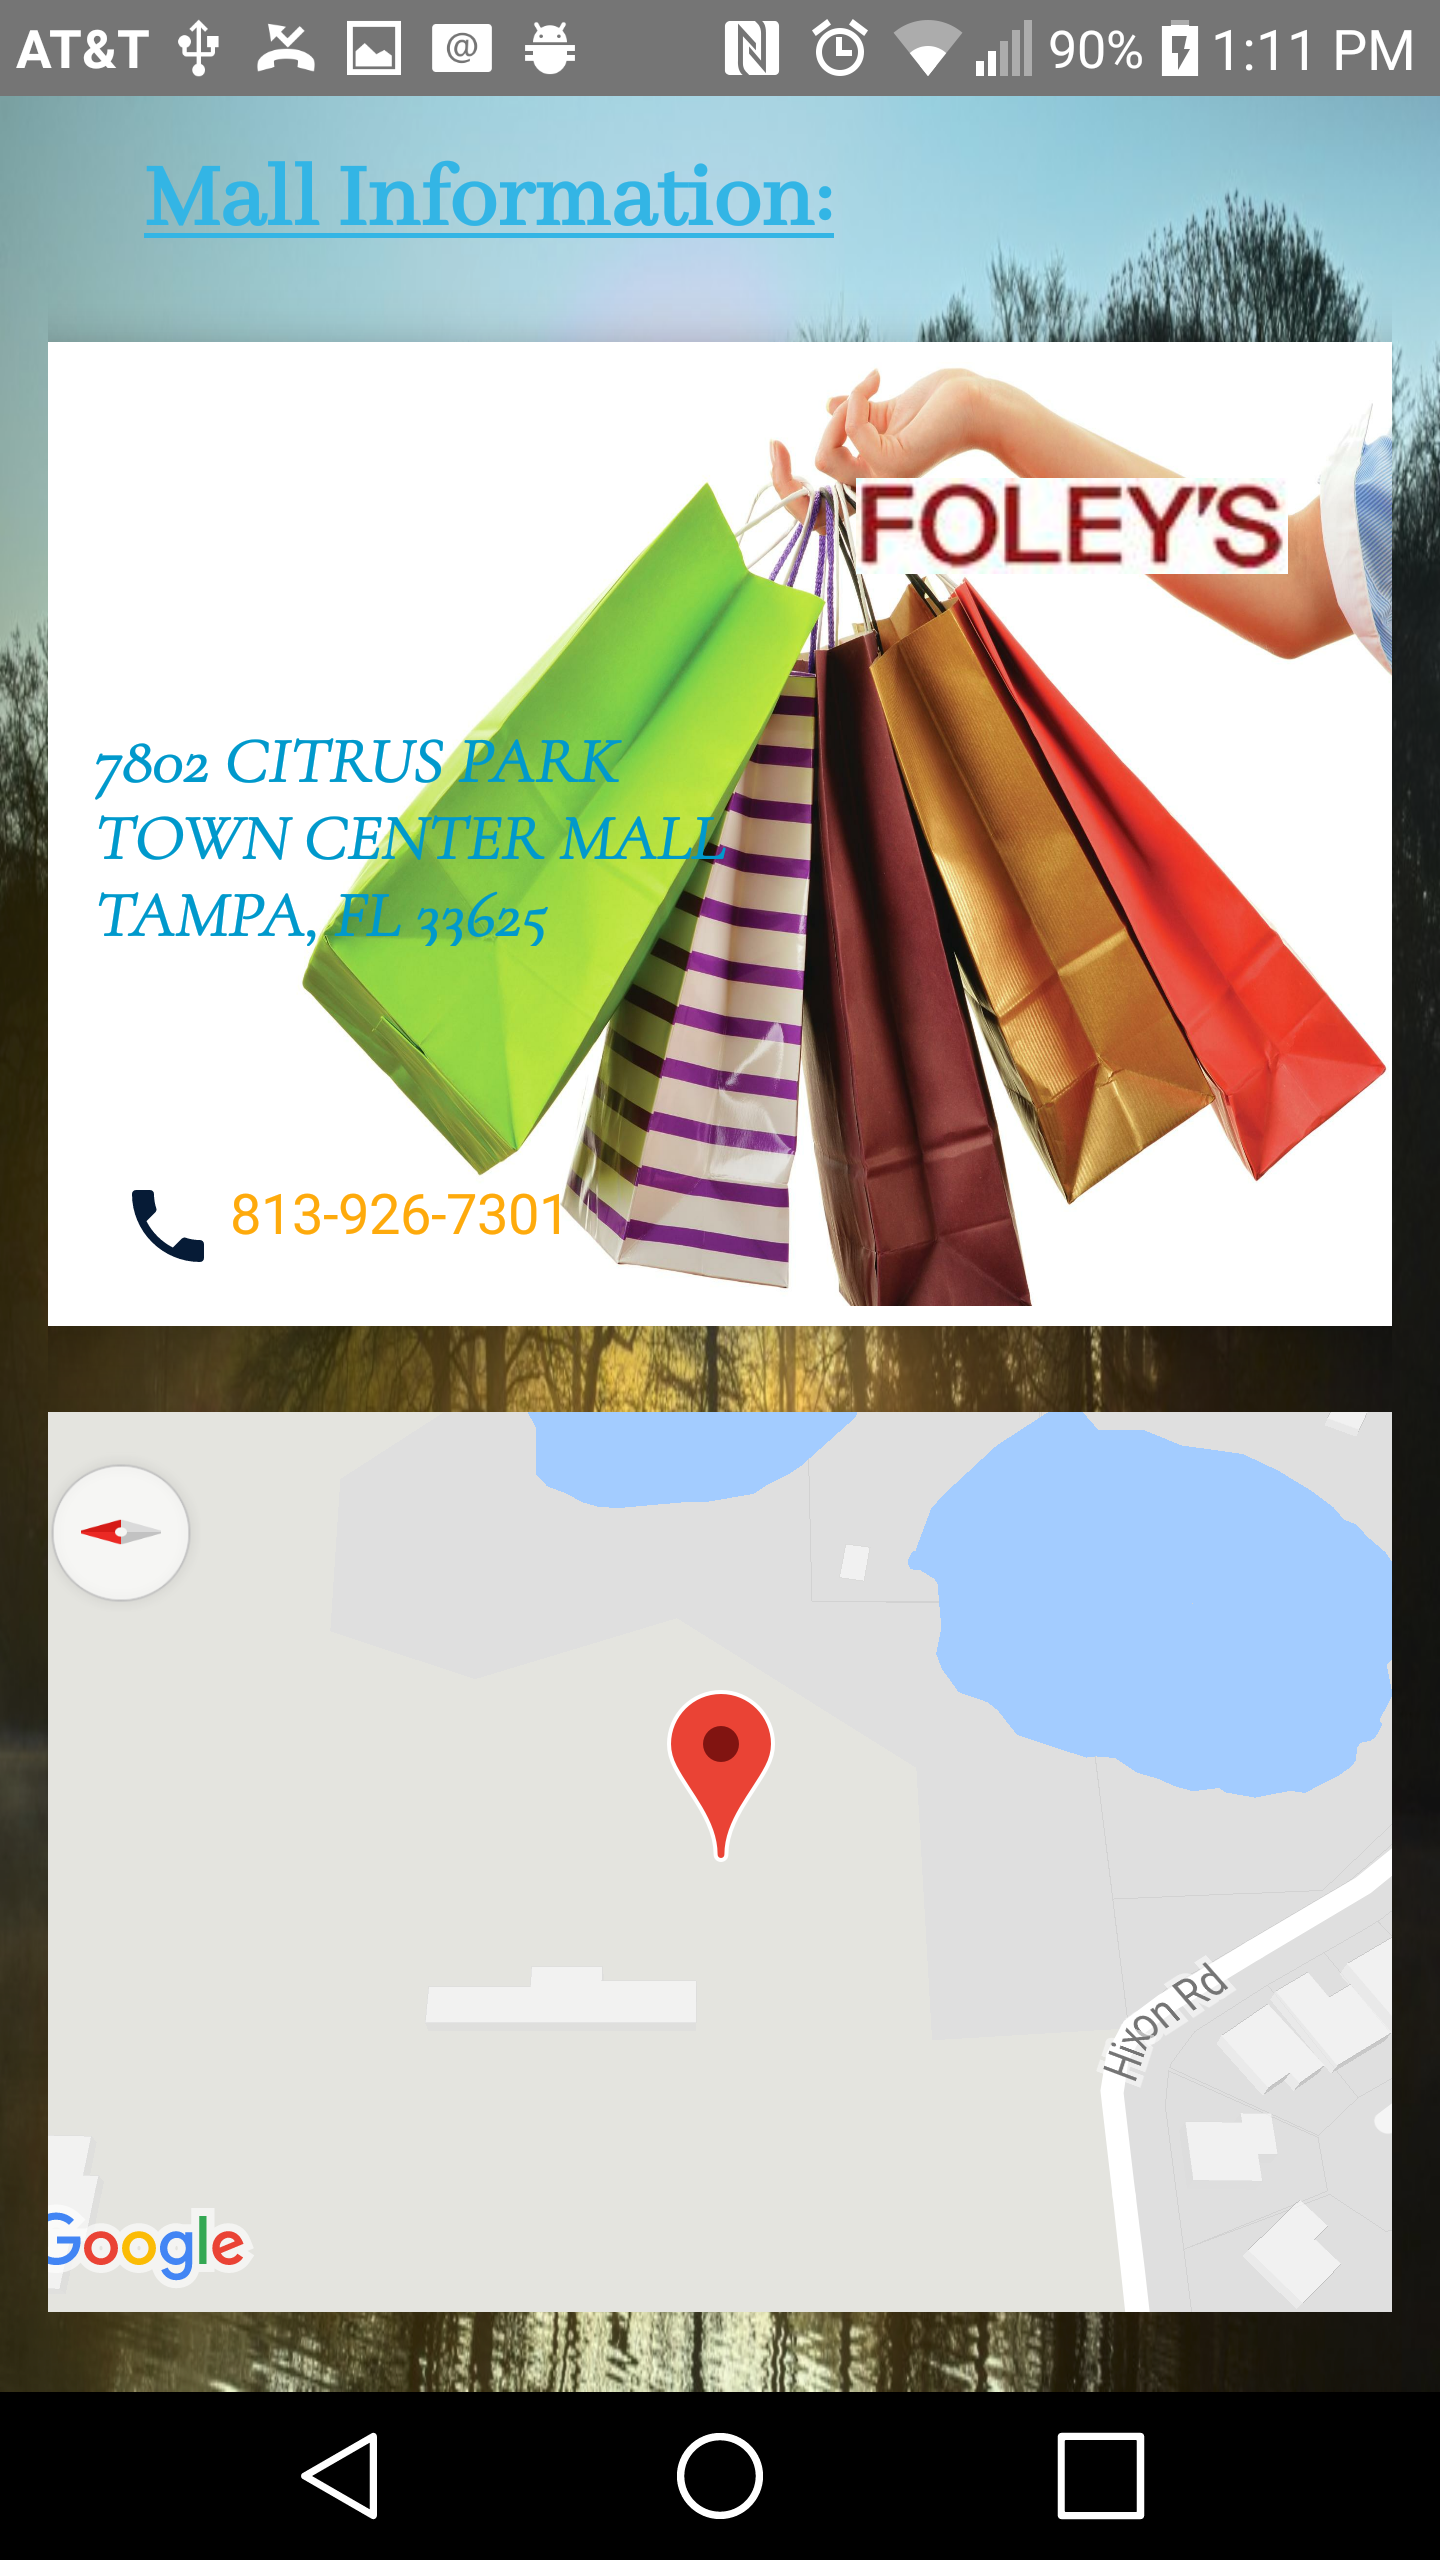 AT&T 90% 1:11 PM
Mall Information:
FOLEY'S
7802 CITRUS PARK
TOWN CENTER MALL
TAMPA, FL 33625
813-926-7301
Hixon Rd
Google